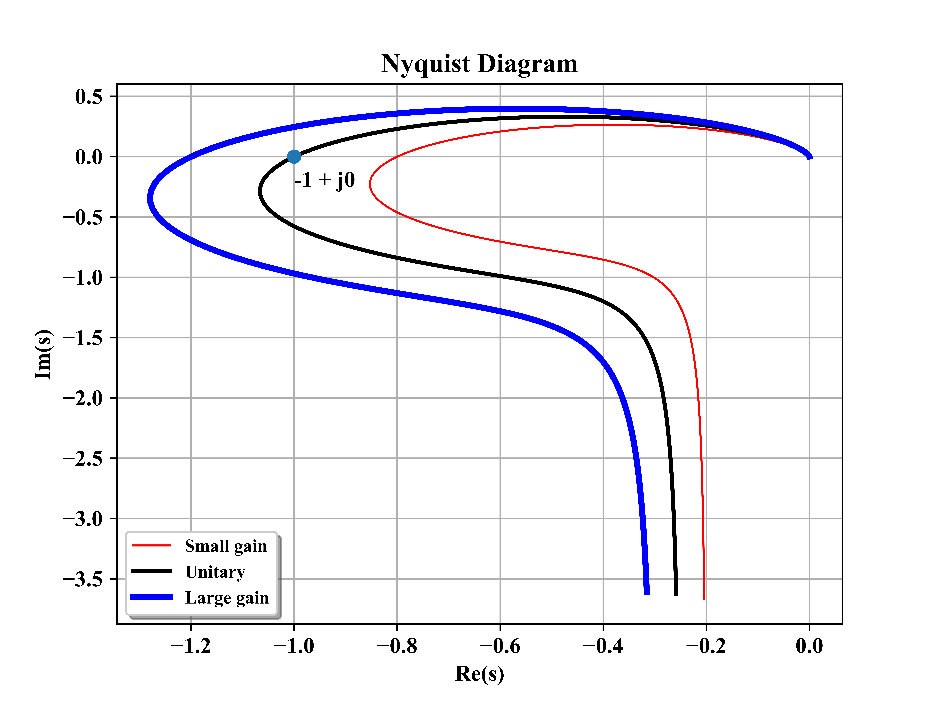 Nyquist Diagram
0.5
0.0
-1 + j0
−0.5
−1.0
−1.5
−2.0
−2.5
−3.0
−3.5
Im(s)
Small gain
Unitary
Large gain
−1.2 −1.0 −0.8 −0.6 −0.4 −0.2 0.0
Re(s)